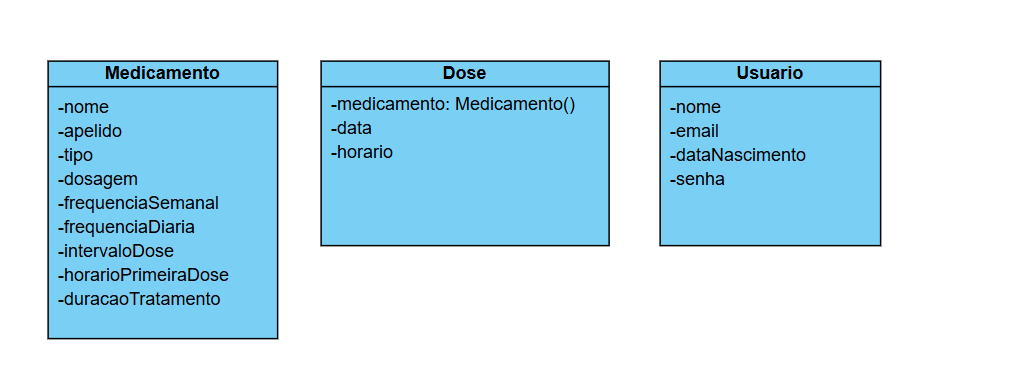 Medicamento
-nome
-apelido
-tipo
-dosagem
-frequenciaSemanal
-frequenciaDiaria
-intervaloDose
-horarioPrimeiraDose
-duracaoTratamento
Dose
-medicamento: Medicamento()
-data
-horario
Usuario
-nome
-email
-dataNascimento
-senha